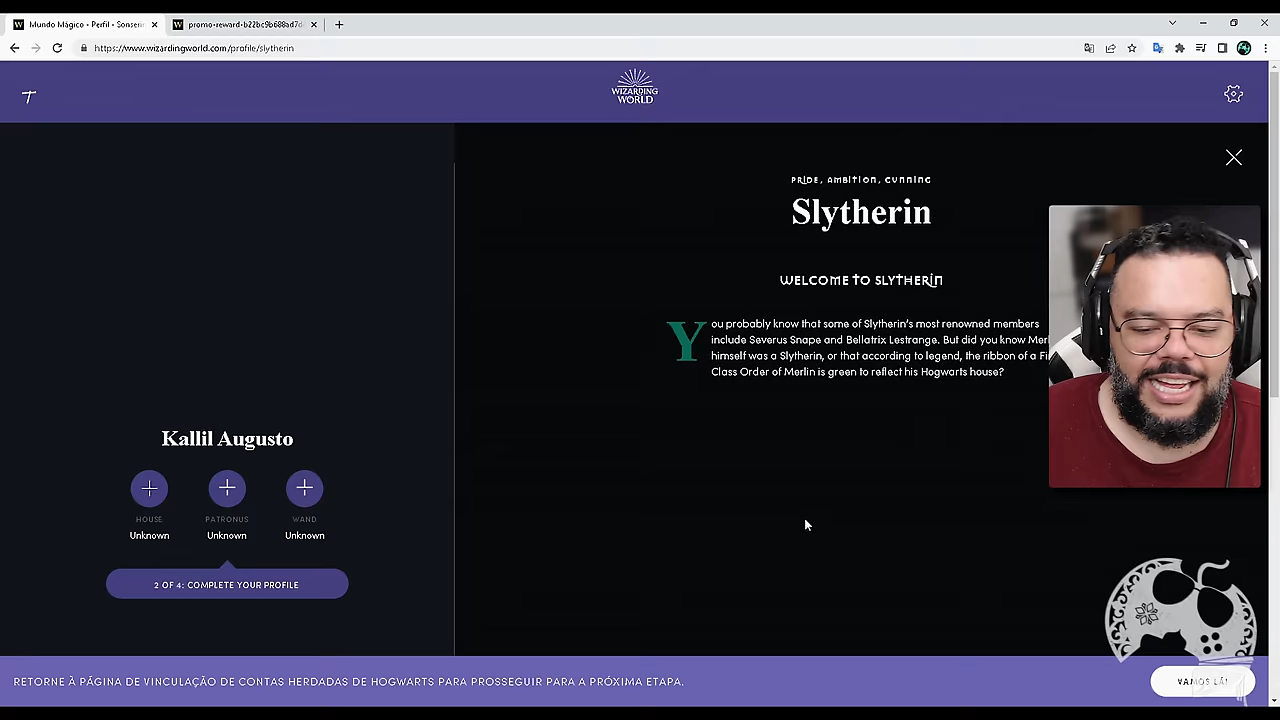 Mundo Mágico • Perfil • Sonseri
promo-reward-b22bc9b688ad7d
https://www.wizardingworld.com/profile/slytherin
WIZARDING
WORLD
PRIDE, AMBITION, CUNNING
Slytherin
WELCOME TO SLYTHERIN
You probably know that some of Slytherin's most renowned members
include Severus Snape and Bellatrix Lestrange. But did you know Merl
himself was a Slytherin, or that according to legend, the ribbon of a Fi
Class Order of Merlin is green to reflect his Hogwarts house?
Kallil Augusto
HOUSE PATRONUS WAND
Unknown Unknown Unknown
2 OF 4: COMPLETE YOUR PROFILE
RETORNE À PÁGINA DE VINCULAÇÃO DE CONTAS HERDADAS DE HOGWARTS PARA PROSSEGUIR PARA A PRÓXIMA ETAPA.
VAMOS LÁ!